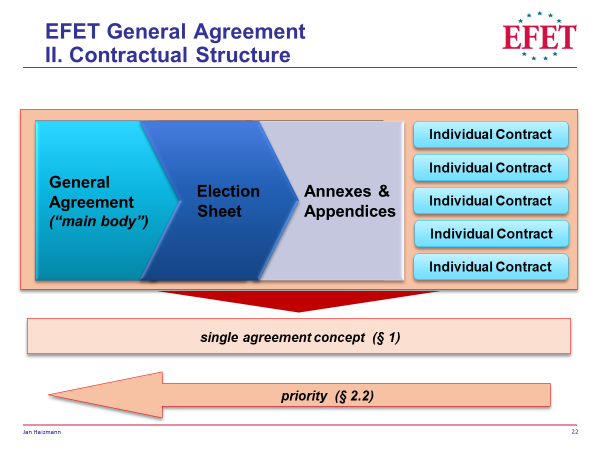 EFET General Agreement
II. Contractual Structure
EFET
General
Agreement
(“main body”)
Election
Sheet
Annexes &
Appendices
Individual Contract
Individual Contract
Individual Contract
Individual Contract
Individual Contract
single agreement concept (§ 1)
priority (§ 2.2)
Jan Haizmann
22